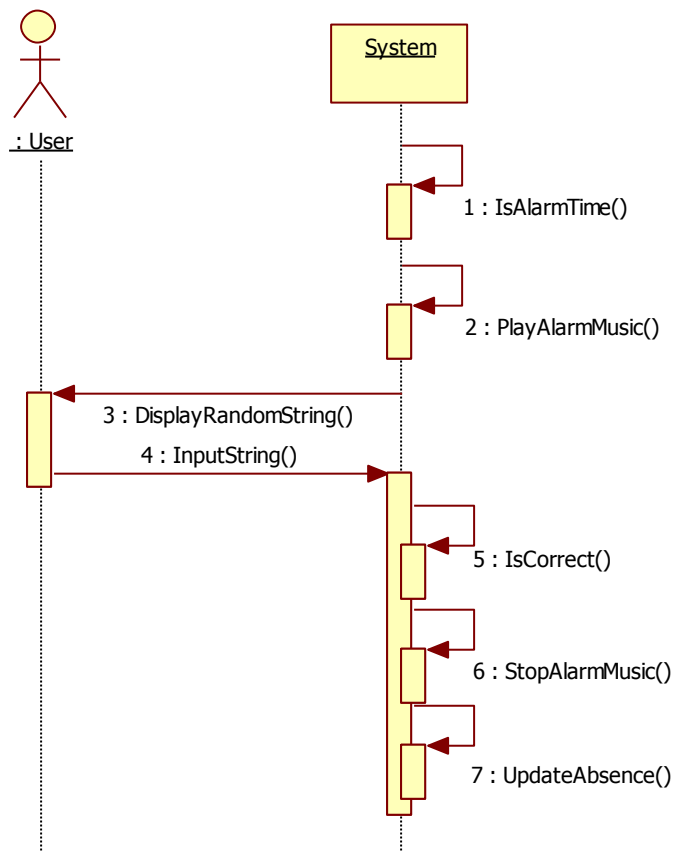 System
: User
1 : IsAlarmTime()
2 : PlayAlarmMusic()
3 : DisplayRandomString()
4 : InputString()
5 : IsCorrect()
6 : StopAlarmMusic()
7 : UpdateAbsence()